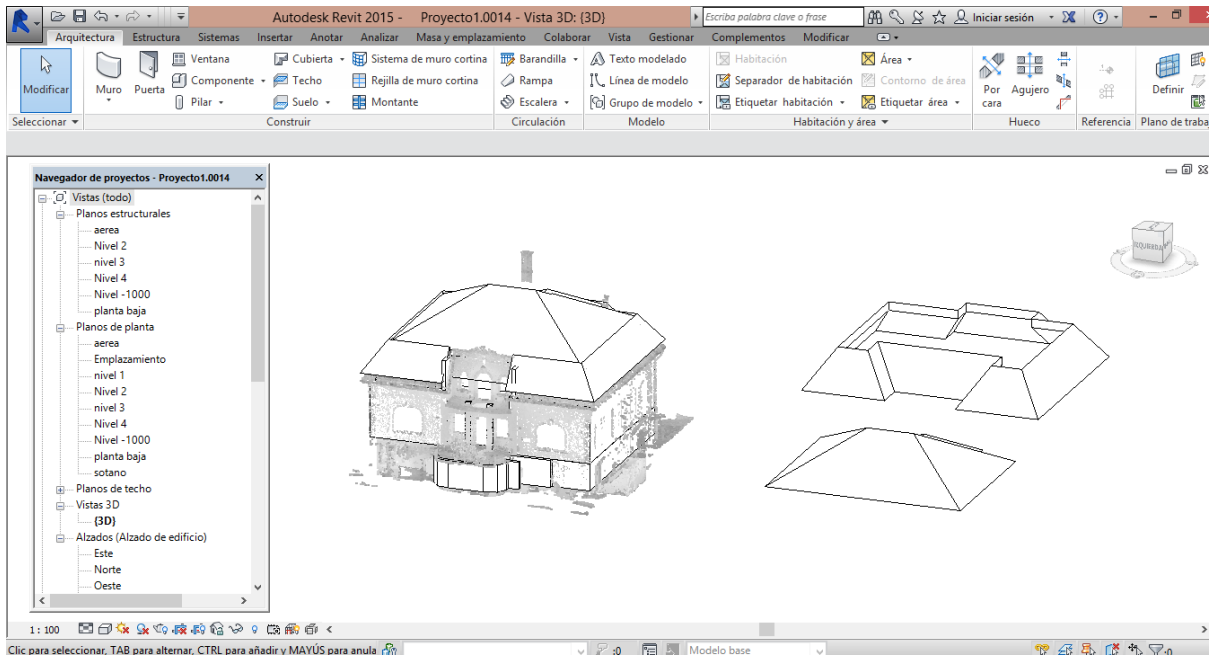 Autodesk Revit 2015 - Proyecto1.0014 - Vista 3D: {3D}
Escriba palabra clave o frase
Iniciar sesión
Arquitectura Estructura Sistemas Insertar Anotar Analizar Masa y emplazamiento Colaborar Vista Gestionar Complementos Modificar
Modificar
Muro
Puerta
Ventana
Componente
Pilar
Cubierta
Techo
Suelo
Sistema de muro cortina
Rejilla de muro cortina
Montante
Barandilla
Rampa
Escalera
Texto modelado
Línea de modelo
Grupo de modelo
Habitación
Separador de habitación
Etiquetar habitación
Área
Contorno de área
Etiquetar área
Por cara
Agujero
Definir
Seleccionar Construir Circulación Modelo Habitación y área Hueco Referencia Plano de traba
Navegador de proyectos - Proyecto1.0014
Vistas (todo)
Planos estructurales
aerea
Nivel 2
nivel 3
Nivel 4
Nivel -1000
planta baja
Planos de planta
aerea
Emplazamiento
nivel 1
Nivel 2
nivel 3
Nivel 4
Nivel -1000
planta baja
sotano
Planos de techo
Vistas 3D
{3D}
Alzados (Alzado de edificio)
Este
Norte
Oeste
IZQUIERDA
1 : 100
Clic para seleccionar, TAB para alternar, CTRL para añadir y MAYÚS para anula
:0
Modelo base
:0